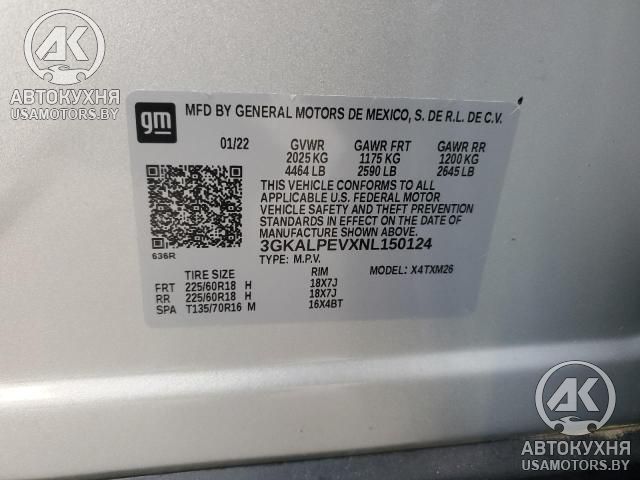 AK
АВТОКУХНЯ
USAMOTORS.BY
gm
MFD BY GENERAL MOTORS DE MEXICO, S. DE R.L. DE C.V.
01/22 GVWR GAWR FRT GAWR RR
2025 KG 1175 KG 1200 KG
4464 LB 2590 LB 2645 LB
THIS VEHICLE CONFORMS TO ALL
APPLICABLE U.S. FEDERAL MOTOR
VEHICLE SAFETY AND THEFT PREVENTION
STANDARDS IN EFFECT ON THE DATE OF
MANUFACTURE SHOWN ABOVE.
3GKALPEVXNL150124
636R
TYPE: M.P.V.
TIRE SIZE RIM MODEL: X4TXM26
FRT 225/60R18 H 18X7J
RR 225/60R18 H 18X7J
SPA T135/70R16 M 16X4BT
AK
АВТОКУХНЯ
USAMOTORS.BY